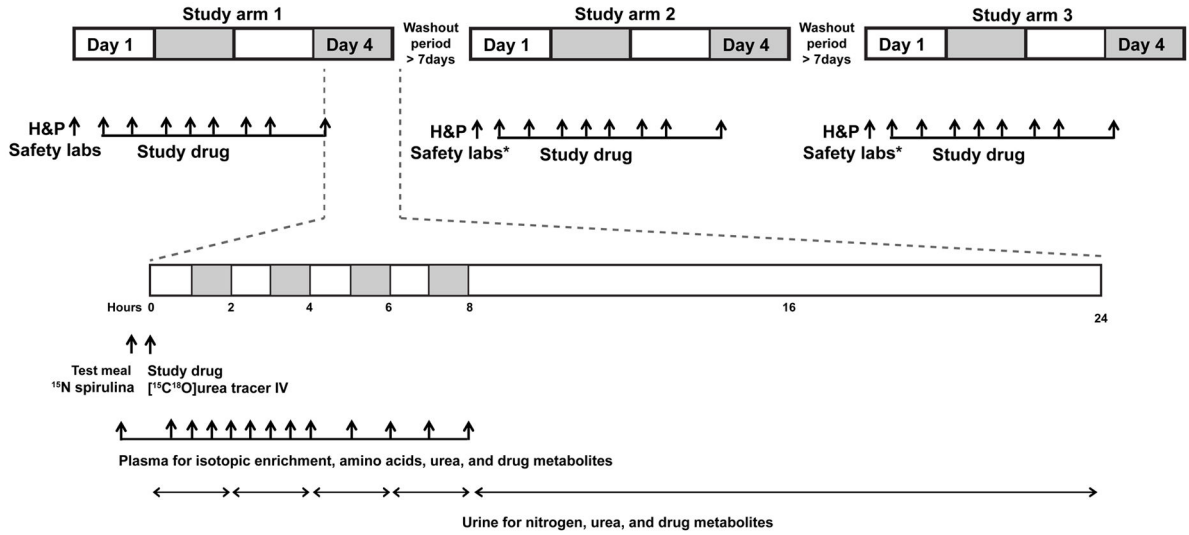 Study arm 1
Study arm 2
Study arm 3
Day 1
Day 4
Washout
period
> 7days
Day 1
Day 4
Washout
period
> 7days
Day 1
Day 4
H&P
Safety labs
Study drug
H&P
Safety labs*
Study drug
H&P
Safety labs*
Study drug
Hours 0 2 4 6 8 16 24
Test meal
¹⁵N spirulina
Study drug
[¹⁵C¹⁸O]urea tracer IV
Plasma for isotopic enrichment, amino acids, urea, and drug metabolites
Urine for nitrogen, urea, and drug metabolites